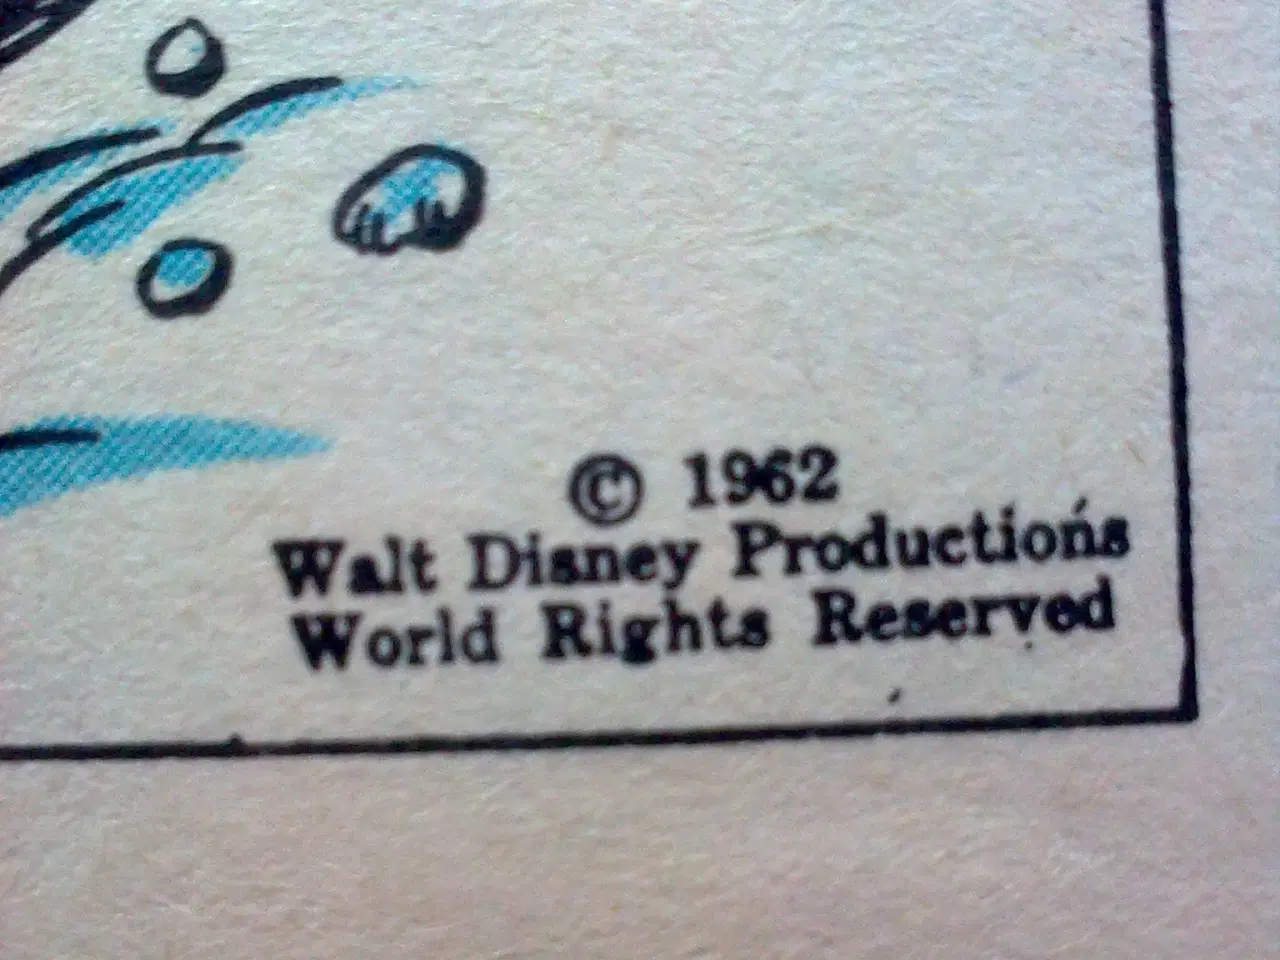 © 1962
Walt Disney Productions
World Rights Reserved